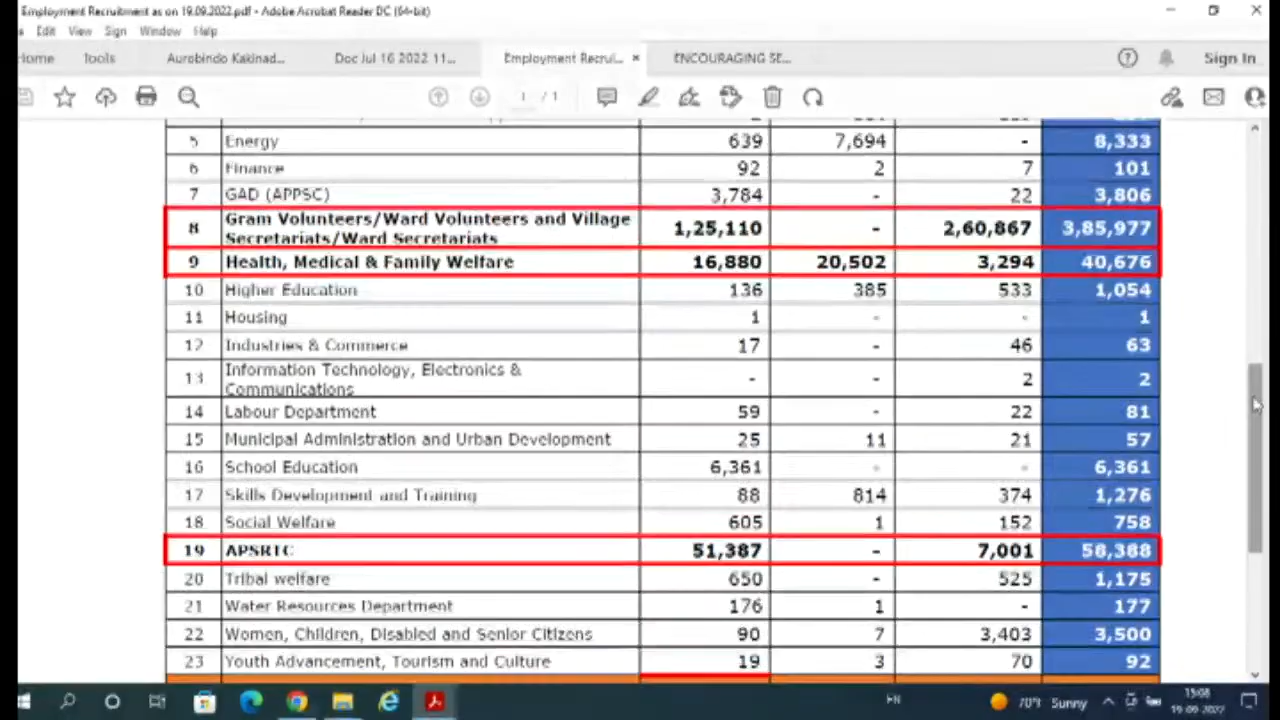 Employment Recruitment as on 19.09.2022.pdf - Adobe Acrobat Reader DC (64-bit)
Edit View Sign Window Help
Home Tools Aurobindo Kakinad... Doc Jul 16 2022 11... Employment Recrui... × ENCOURAGING SE... Sign In
1 / 1
5 Energy 639 7,694 - 8,333
6 Finance 92 2 7 101
7 GAD (APPSC) 3,784 - 22 3,806
8 Gram Volunteers/Ward Volunteers and Village
Secretariats/Ward Secretariats 1,25,110 - 2,60,867 3,85,977
9 Health, Medical & Family Welfare 16,880 20,502 3,294 40,676
10 Higher Education 136 385 533 1,054
11 Housing 1 - - 1
12 Industries & Commerce 17 - 46 63
13 Information Technology, Electronics &
Communications - - 2 2
14 Labour Department 59 - 22 81
15 Municipal Administration and Urban Development 25 11 21 57
16 School Education 6,361 - - 6,361
17 Skills Development and Training 88 814 374 1,276
18 Social Welfare 605 1 152 758
19 APSRTC 51,387 - 7,001 58,388
20 Tribal welfare 650 - 525 1,175
21 Water Resources Department 176 1 - 177
22 Women, Children, Disabled and Senior Citizens 90 7 3,403 3,500
23 Youth Advancement, Tourism and Culture 19 3 70 92
70°F Sunny 15:08
19-09-2022